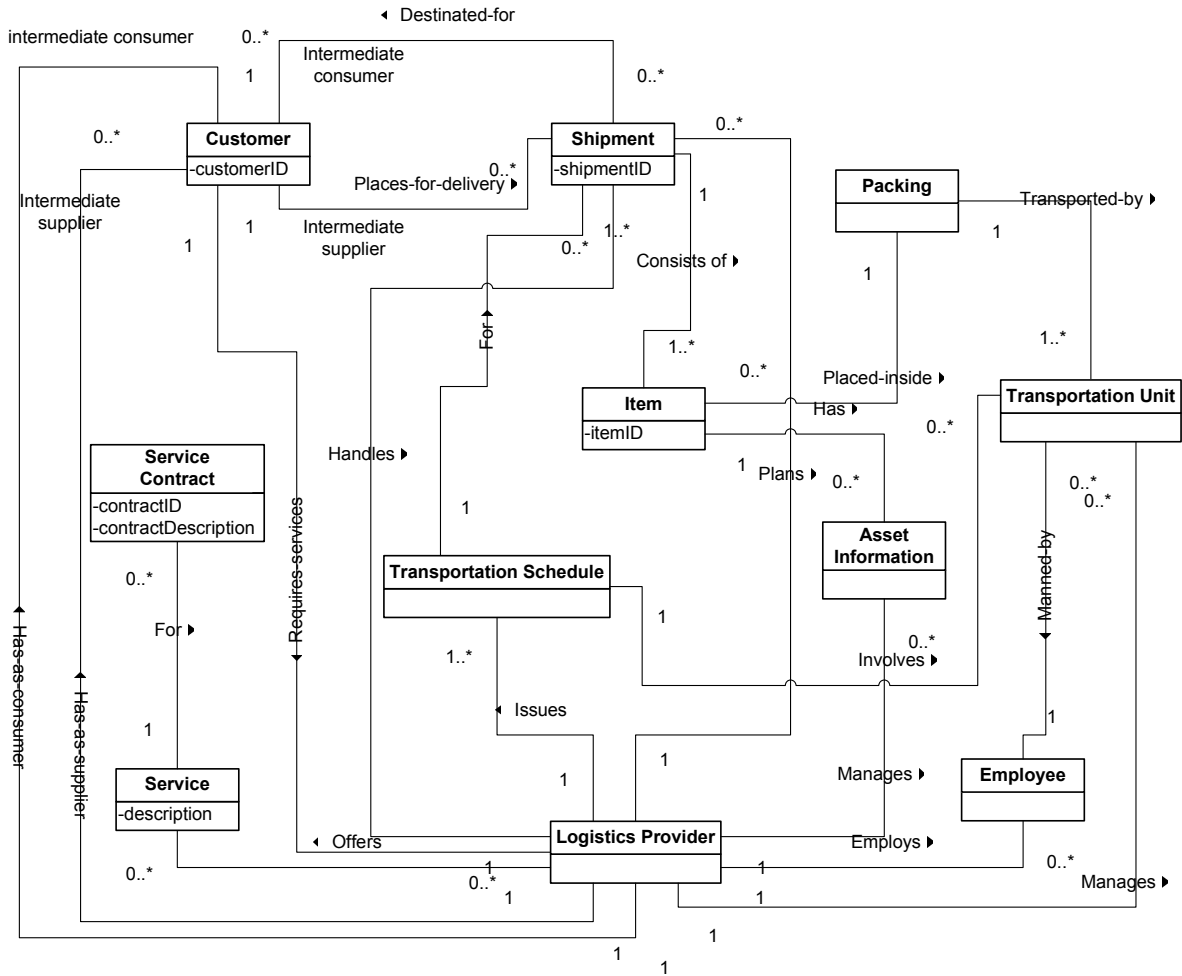 ◂ Destinated-for
intermediate consumer
0..*
1
Intermediate
consumer
0..*
0..*
Customer
-customerID
Shipment
-shipmentID
0..*
0..*
Places-for-delivery ▸
1
Packing
Transported-by ▸
Intermediate
supplier
1
1
Intermediate
supplier
0..*
1..*
1
Consists of ▸
1
For
1..*
1..*
0..*
Placed-inside ▸
Transportation Unit
Item
-itemID
Has ▸
0..*
Service
Contract
-contractID
-contractDescription
Handles ▸
1
Plans ▸
0..*
0..*
0..*
1
Requires-services
Asset
Information
Manned-by
0..*
Transportation Schedule
For ▸
1
0..*
1..*
Involves ▸
Has-as-consumer
Has-as-supplier
◂ Issues
1
1
1
1
Manages ▸
Service
-description
Employee
Logistics Provider
◂ Offers
Employs ▸
0..*
1
0..*
1
1
1
0..*
Manages ▸
1
1
1